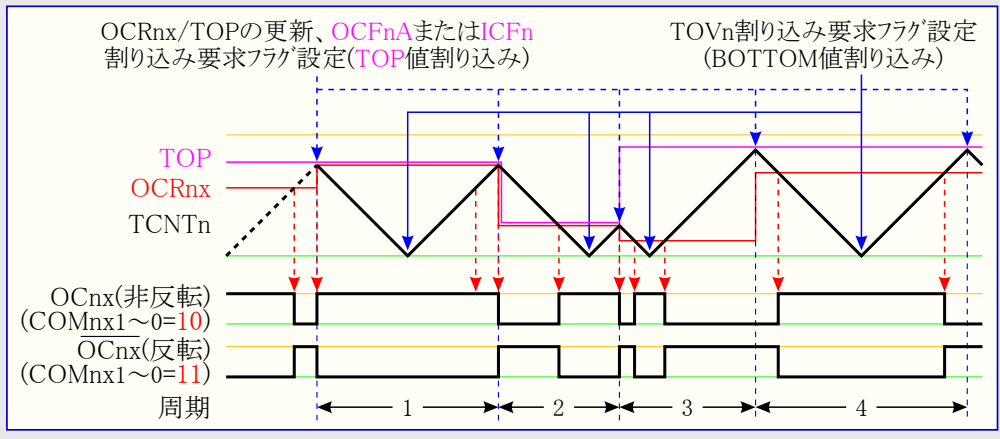 OCRnx/TOPの更新、OCFnAまたはICFn
割り込み要求フラグ設定(TOP値割り込み)
TOVn割り込み要求フラグ設定
(BOTTOM値割り込み)
TOP
OCRnx
TCNTn
OCnx(非反転)
(COMnx1～0=10)
OCnx(反転)
(COMnx1～0=11)
周期
1
2
3
4